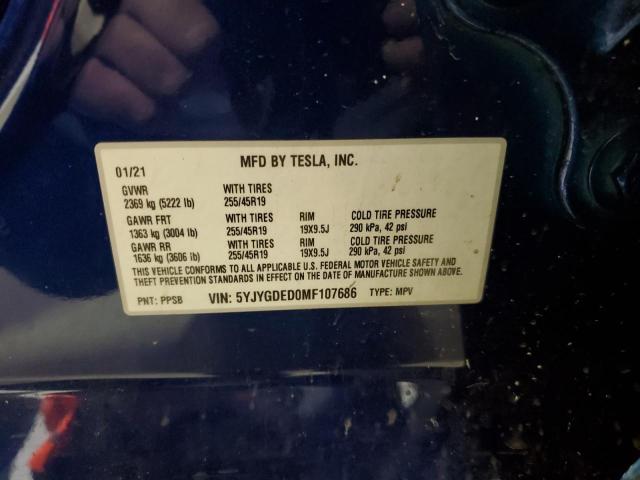 01/21 MFD BY TESLA, INC.
GVWR WITH TIRES
2369 kg (5222 lb) 255/45R19
GAWR FRT WITH TIRES RIM COLD TIRE PRESSURE
1363 kg (3004 lb) 255/45R19 19X9.5J 290 kPa, 42 psi
GAWR RR WITH TIRES RIM COLD TIRE PRESSURE
1636 kg (3606 lb) 255/45R19 19X9.5J 290 kPa, 42 psi
THIS VEHICLE CONFORMS TO ALL APPLICABLE U.S. FEDERAL MOTOR VEHICLE SAFETY AND
THEFT PREVENTION STANDARDS IN EFFECT ON THE DATE OF MANUFACTURE SHOWN ABOVE.
PNT: PPSB VIN: 5YJYGDED0MF107686 TYPE: MPV